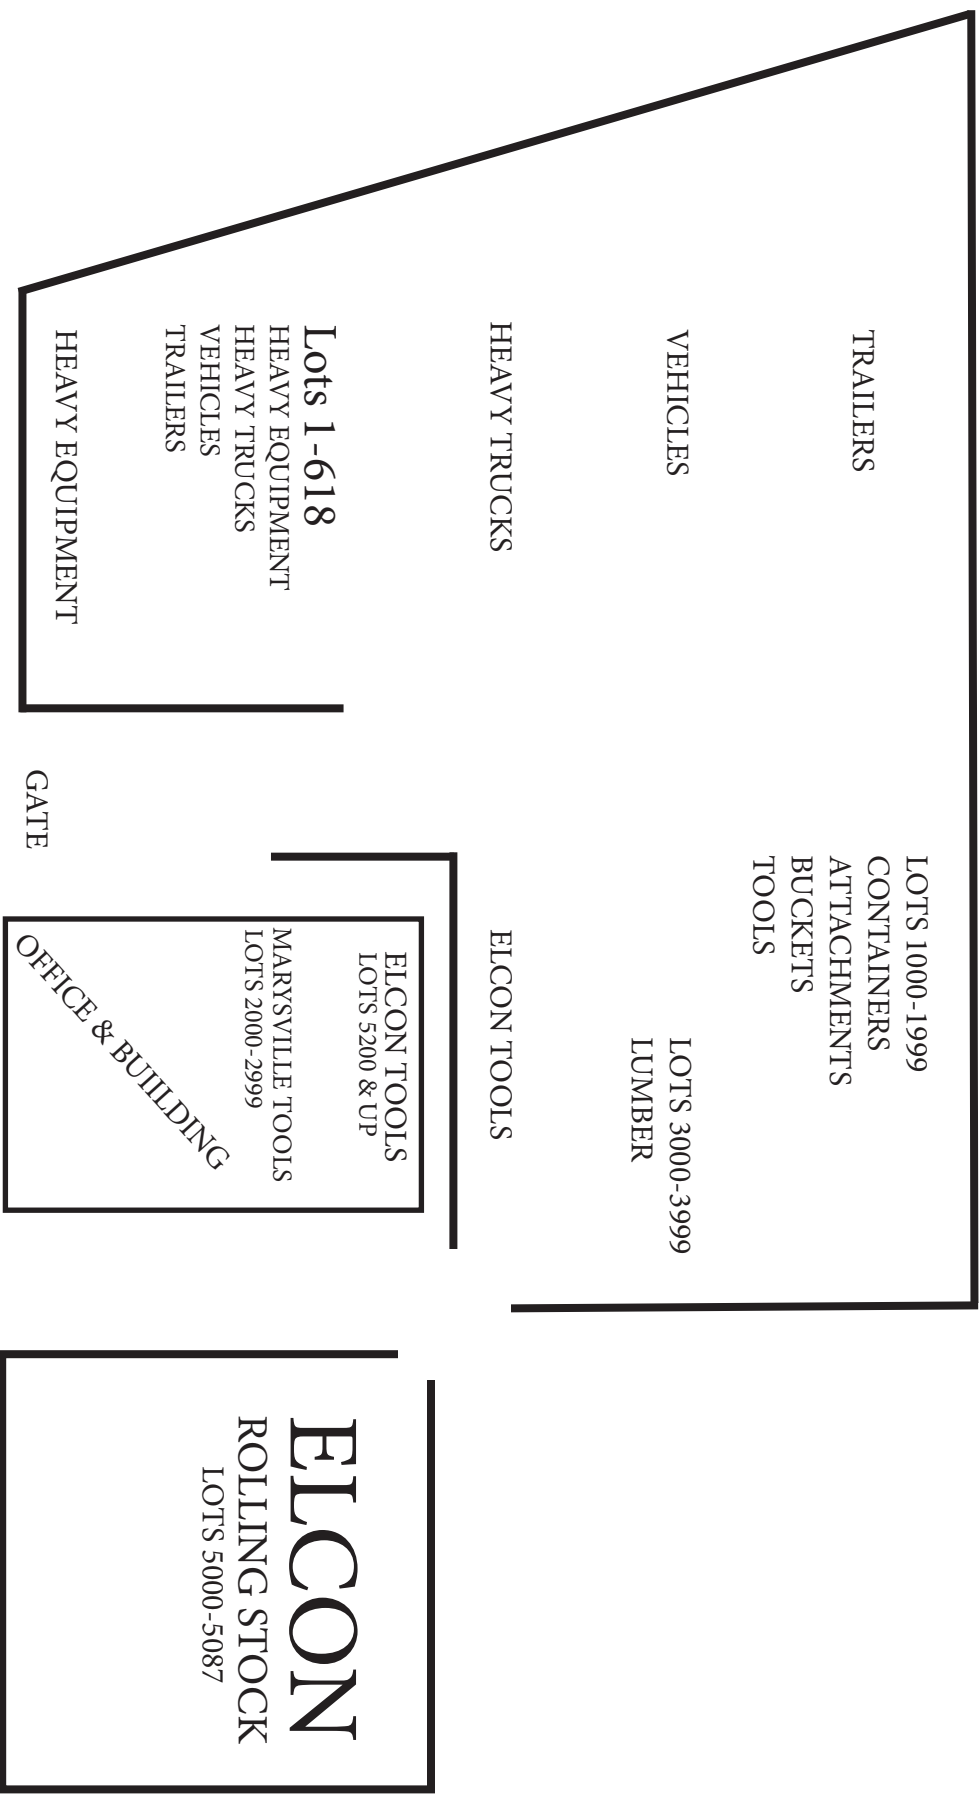 TRAILERS
VEHICLES
HEAVY TRUCKS
Lots 1-618
HEAVY EQUIPMENT
HEAVY TRUCKS
VEHICLES
TRAILERS
HEAVY EQUIPMENT
LOTS 1000-1999
CONTAINERS
ATTACHMENTS
BUCKETS
TOOLS
LOTS 3000-3999
LUMBER
ELCON TOOLS
ELCON TOOLS
LOTS 5200 & UP
MARYSVILLE TOOLS
LOTS 2000-2999
OFFICE & BUIILDING
GATE
ELCON
ROLLING STOCK
LOTS 5000-5087